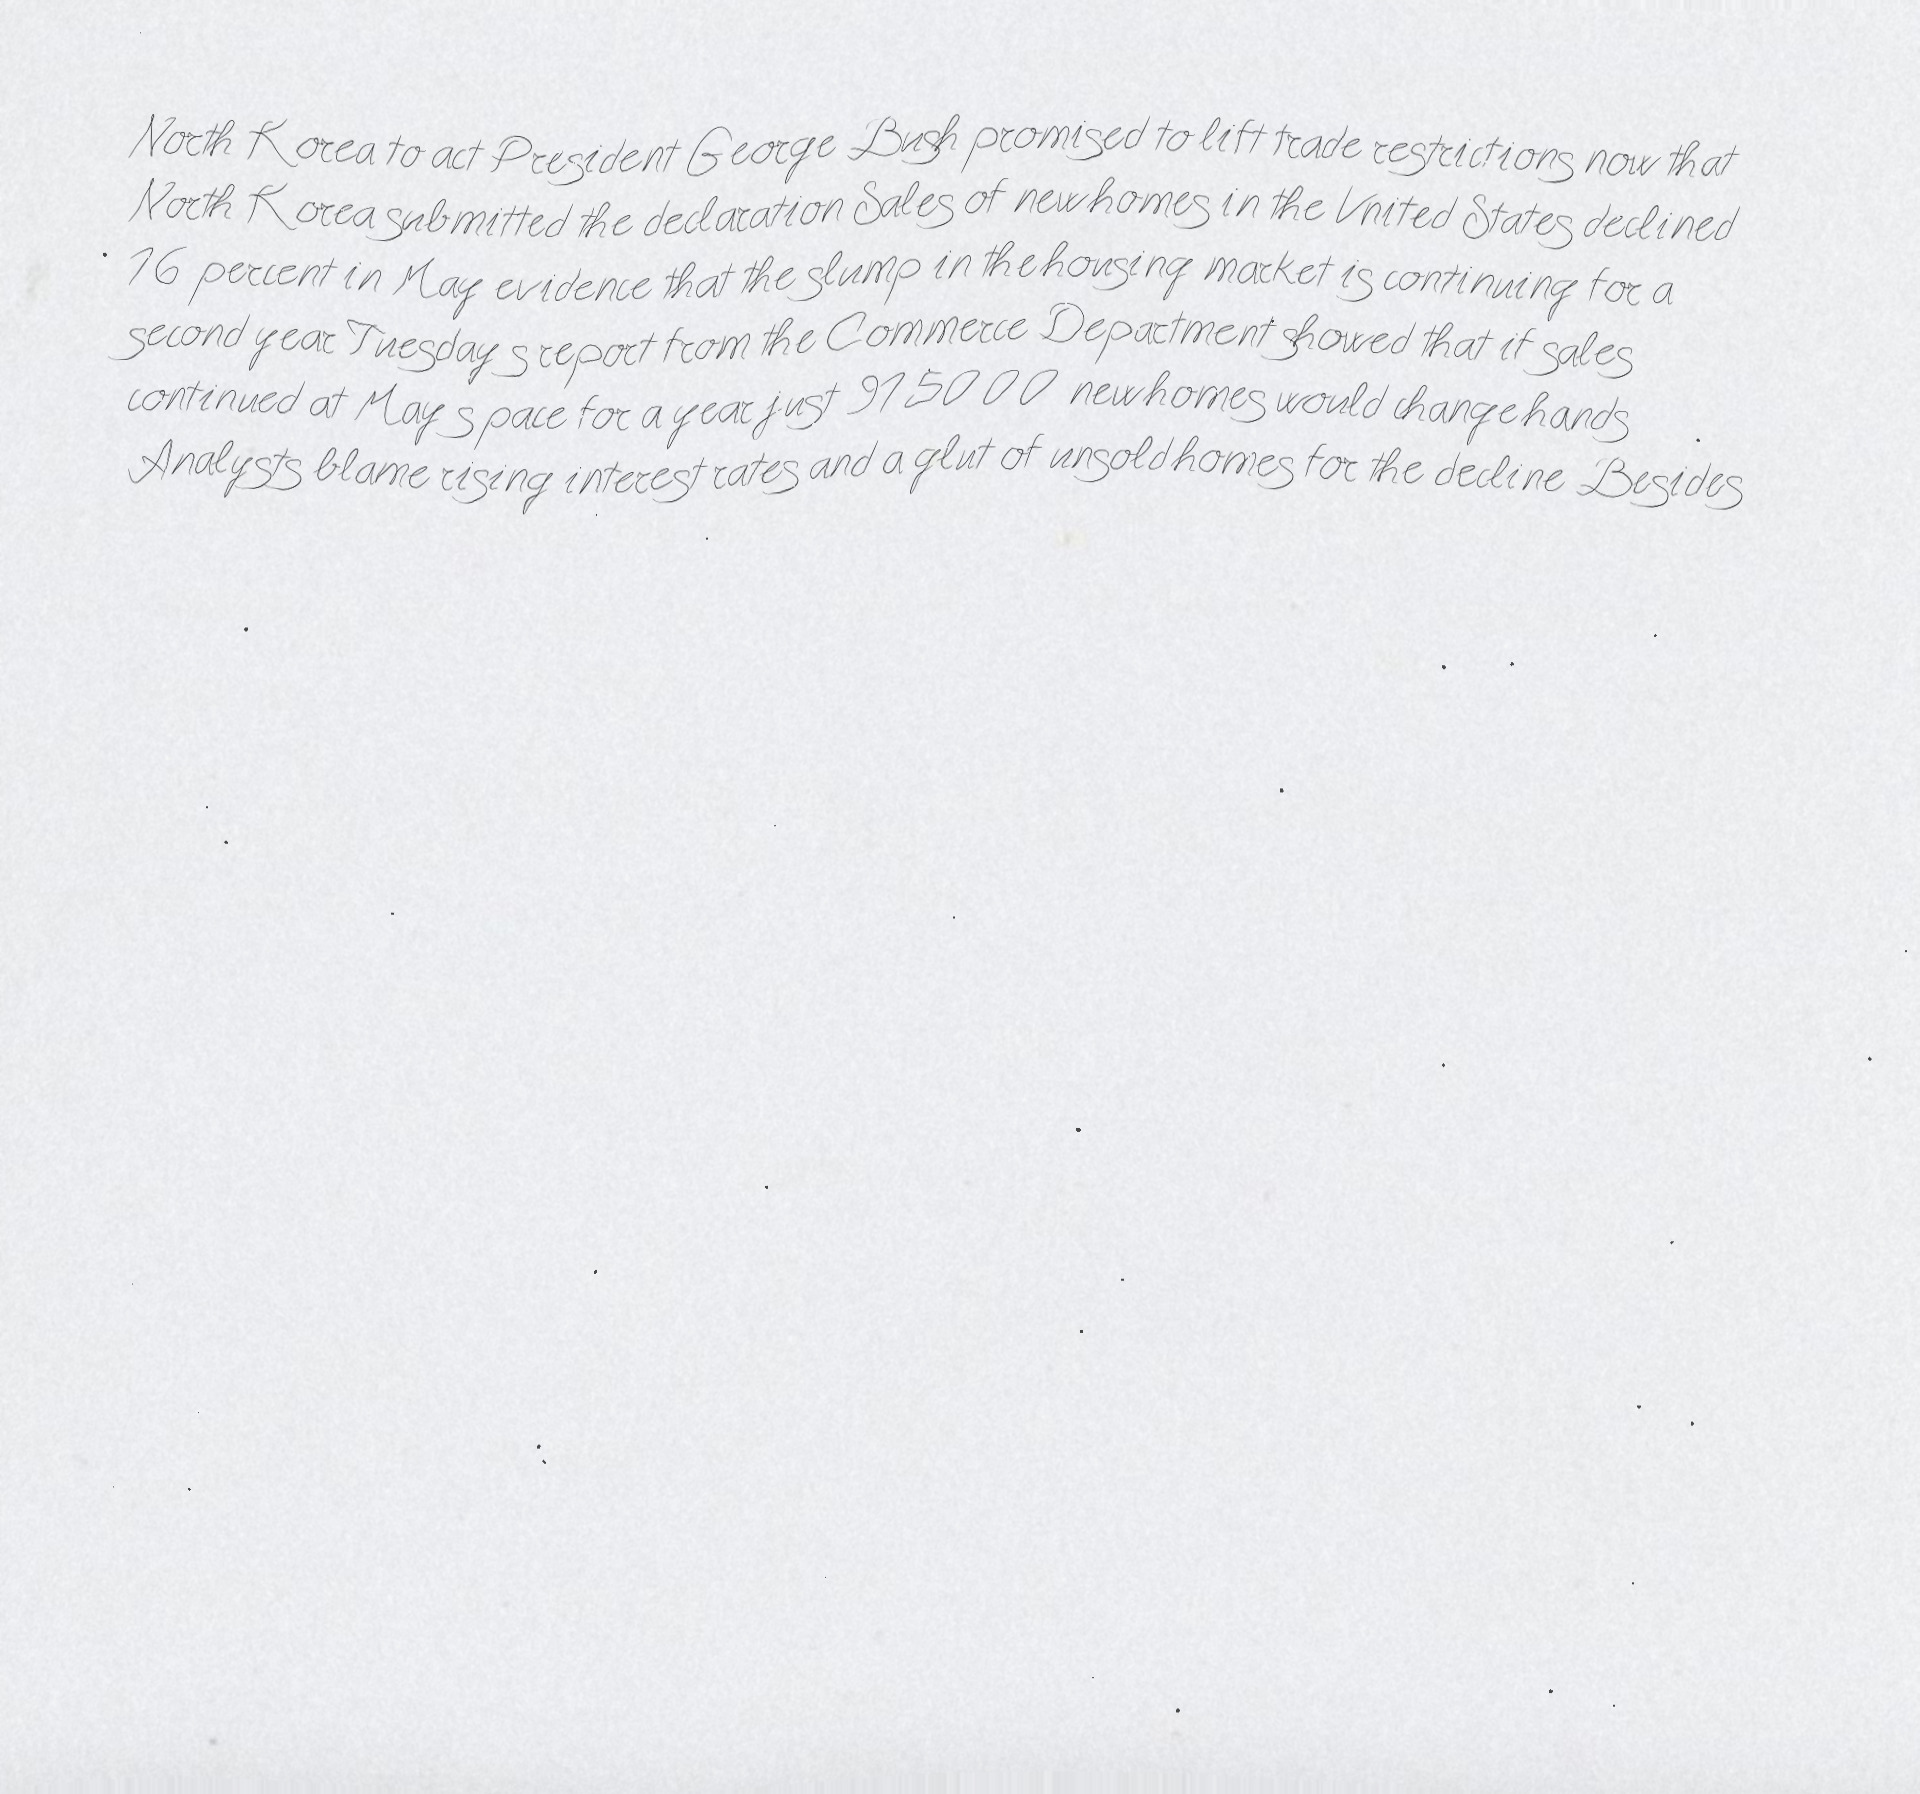 North Korea to act President George Bush promised to lift trade restrictions now that
North Korea submitted the declaration Sales of new homes in the United States declined
16 percent in May evidence that the slump in the housing market is continuing for a
second year Tuesday s report from the Commerce Department showed that if sales
continued at May s pace for a year just 915000 new homes would change hands
Analysts blame rising interest rates and a glut of unsold homes for the decline Besides